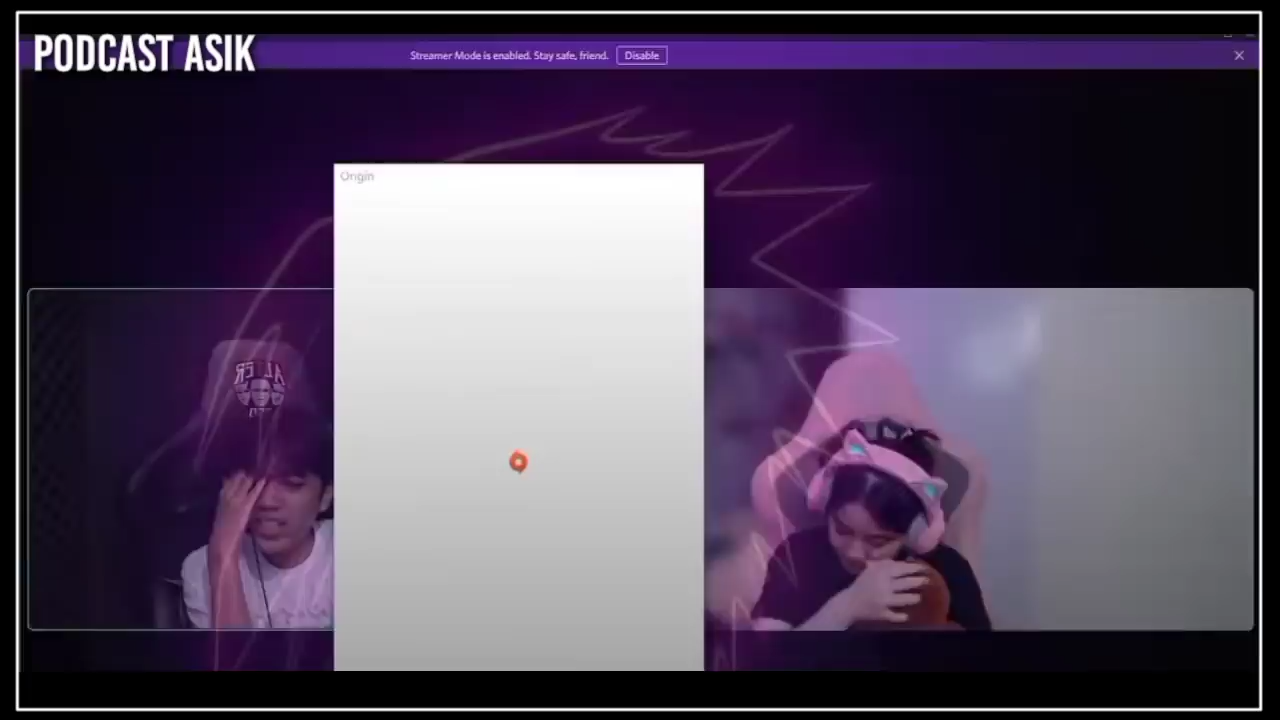 PODCAST ASIK
Streamer Mode is enabled. Stay safe, friend. Disable
Origin